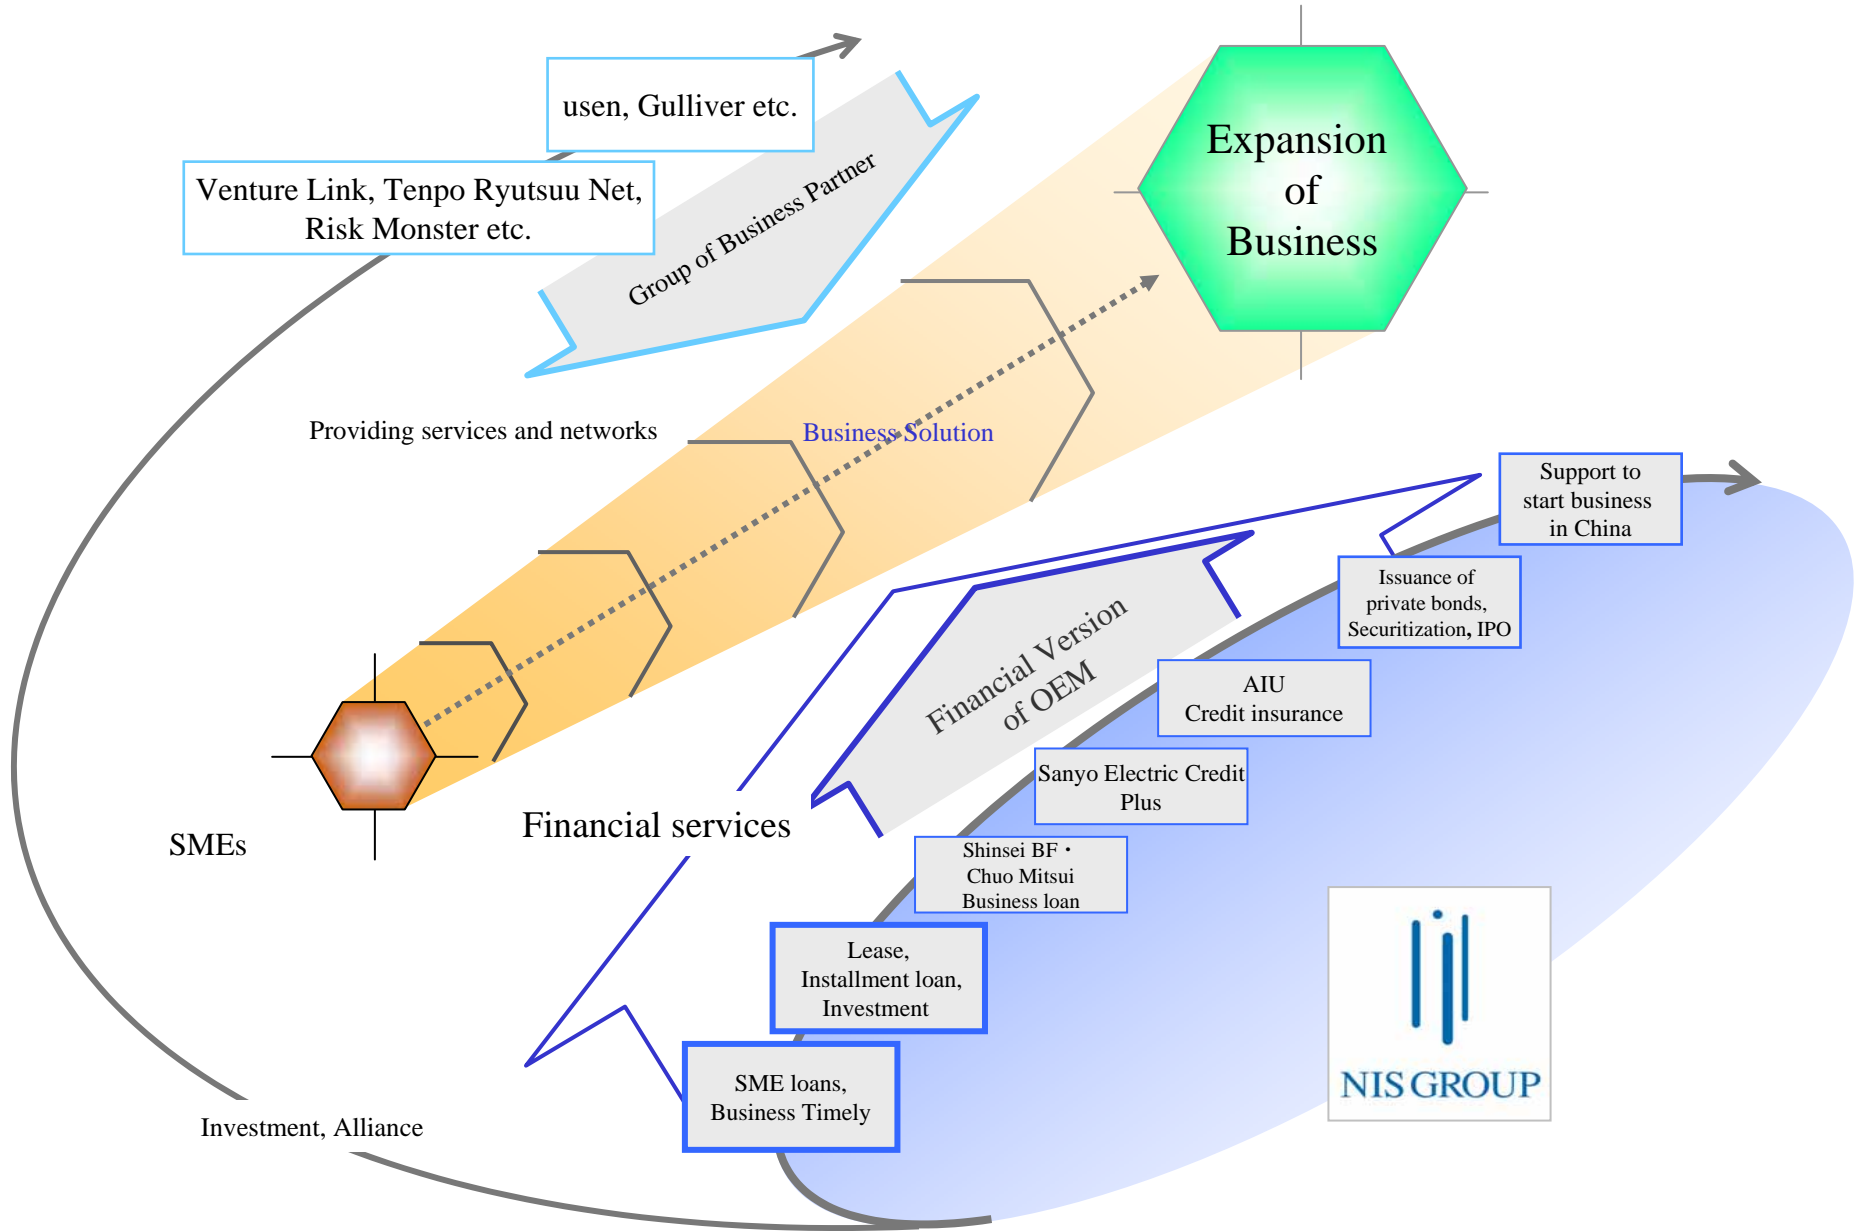 usen, Gulliver etc.
Venture Link, Tenpo Ryutsuu Net,
Risk Monster etc.
Group of Business Partner
Expansion
of
Business
Providing services and networks
Business Solution
Support to
start business
in China
Issuance of
private bonds,
Securitization, IPO
Financial Version
of OEM
AIU
Credit insurance
Sanyo Electric Credit
Plus
SMEs
Financial services
Shinsei BF・
Chuo Mitsui
Business loan
Lease,
Installment loan,
Investment
SME loans,
Business Timely
Investment, Alliance
NIS GROUP